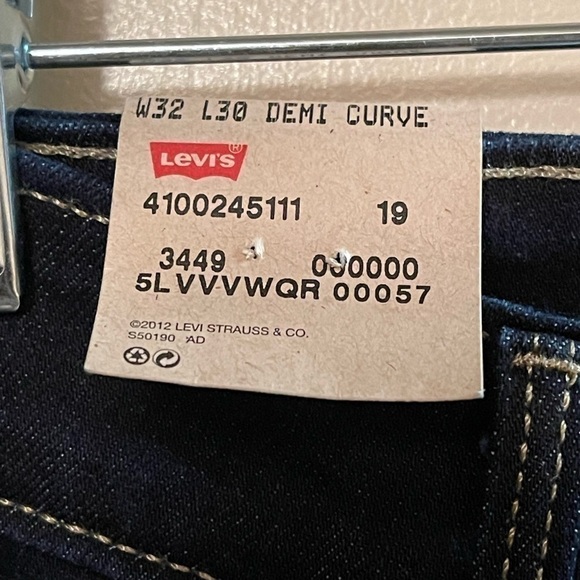 W32 L30 DEMI CURVE
LEVI'S®
4100245111 19
3449 000000
5LVVVWQR 00057
©2012 LEVI STRAUSS & CO.
S50190 AD